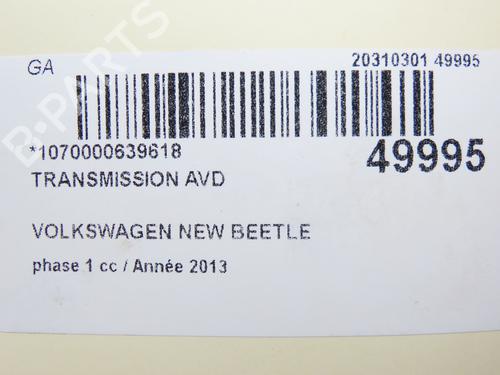 GA
20310301 49995
*1070000639618
49995
TRANSMISSION AVD
VOLKSWAGEN NEW BEETLE
phase 1 cc / Année 2013
B-PARTS